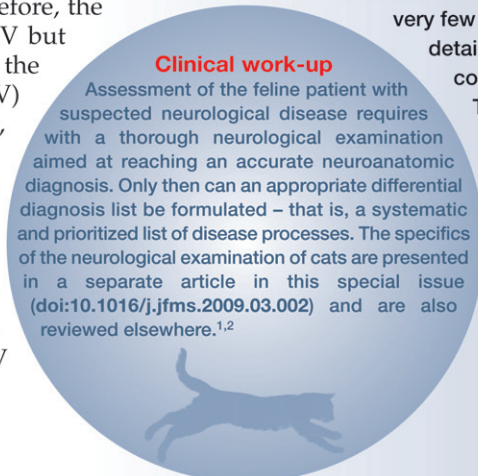 efore, the
V but
the
V)
,
V
Clinical work-up
Assessment of the feline patient with
suspected neurological disease requires
with a thorough neurological examination
aimed at reaching an accurate neuroanatomic
diagnosis. Only then can an appropriate differential
diagnosis list be formulated – that is, a systematic
and prioritized list of disease processes. The specifics
of the neurological examination of cats are presented
in a separate article in this special issue
(doi:10.1016/j.jfms.2009.03.002) and are also
reviewed elsewhere.1,2
very few
detai
co
T